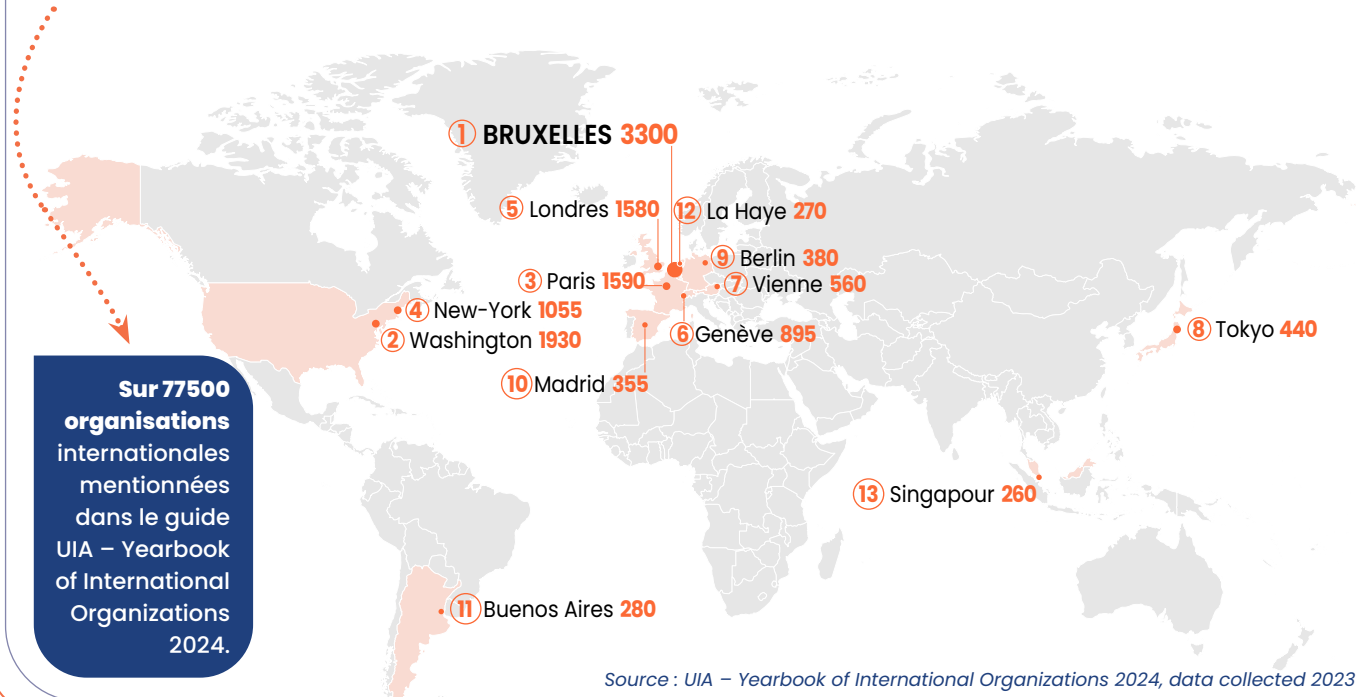 ① BRUXELLES 3300
⑤ Londres 1580
⑫ La Haye 270
⑨ Berlin 380
③ Paris 1590
⑦ Vienne 560
④ New-York 1055
② Washington 1930
⑥ Genève 895
⑧ Tokyo 440
⑩ Madrid 355
Sur 77500
organisations
internationales
mentionnées
dans le guide
UIA – Yearbook
of International
Organizations
2024.
⑬ Singapour 260
⑪ Buenos Aires 280
Source : UIA – Yearbook of International Organizations 2024, data collected 2023